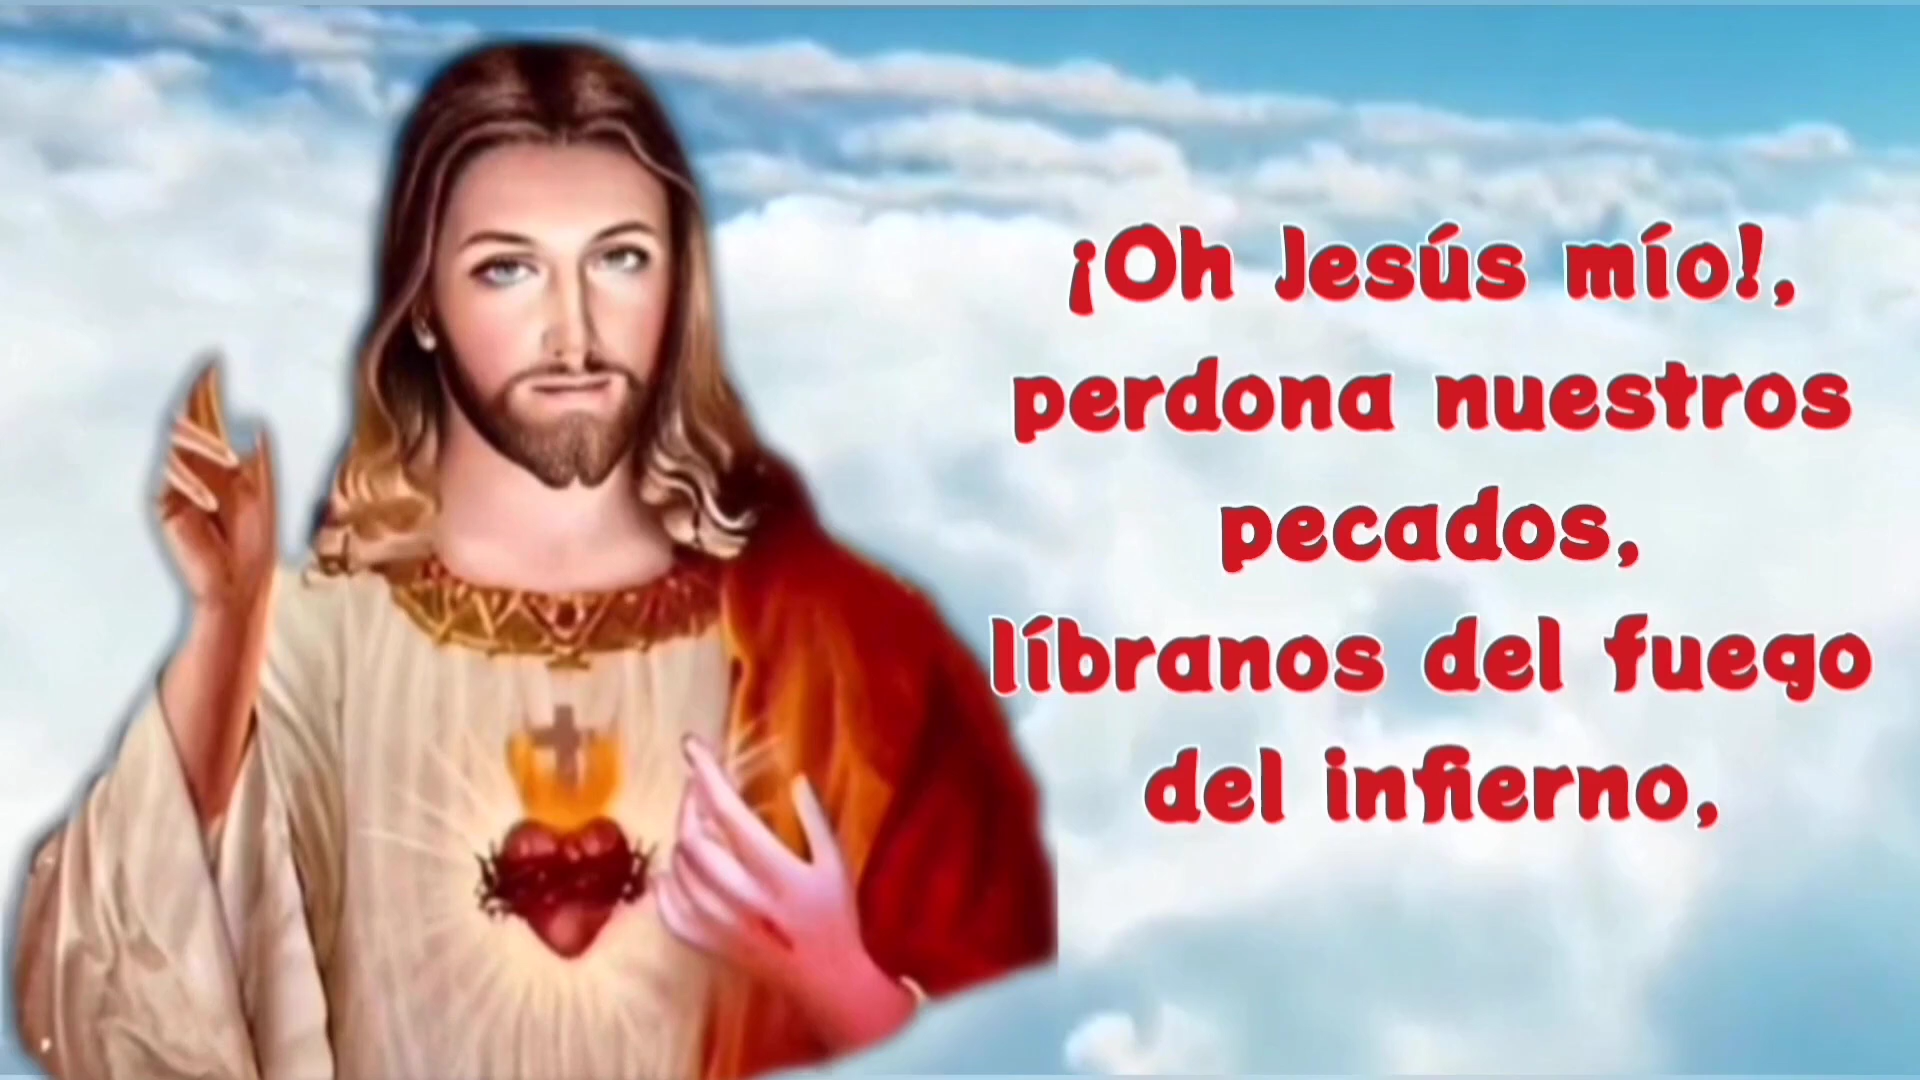 ¡Oh Jesús mío!,
perdona nuestros
pecados,
líbranos del fuego
del infierno,